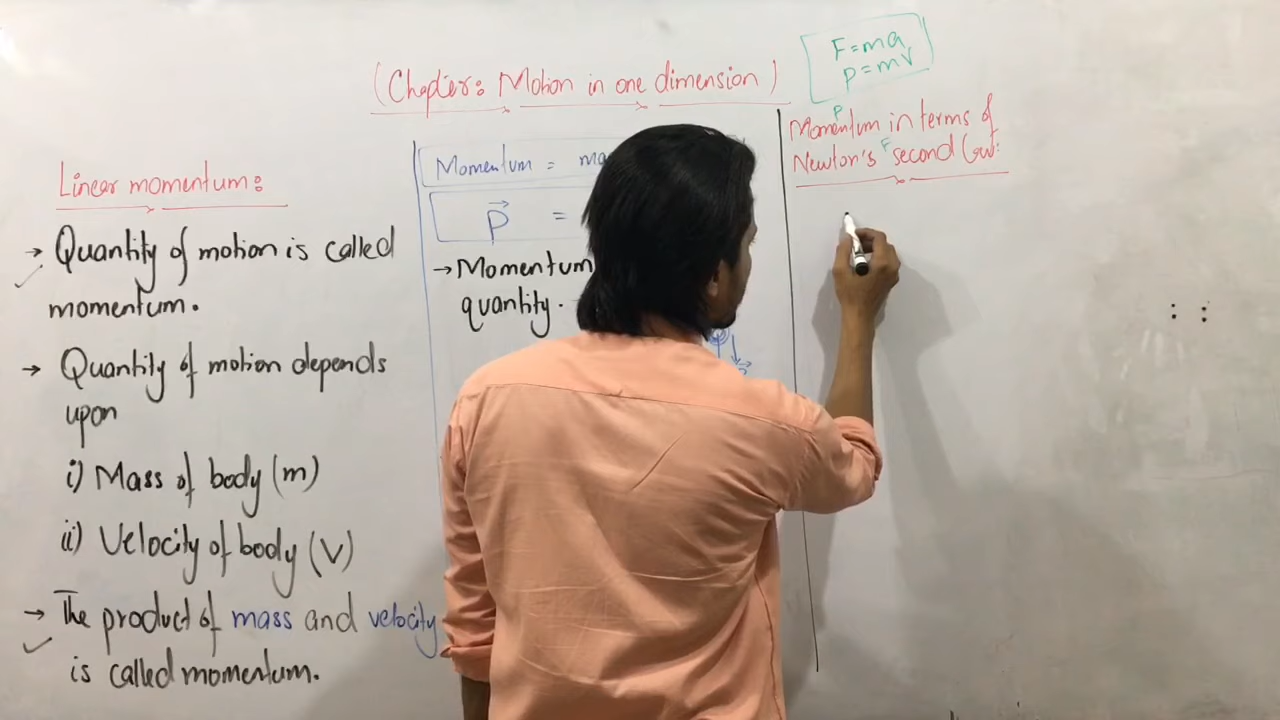 (Chapter: Motion in one dimension)
F=ma
P=mv
Linear momentum:
→ Quantity of motion is called
momentum.
→ Quantity of motion depends
upon
i) Mass of body (m)
ii) Velocity of body (V)
→ The product of mass and velocity
is called momentum.
Momentum = ma
P =
→ Momentum
quantity.
P
Momentum in terms of
Newton's F second Law: